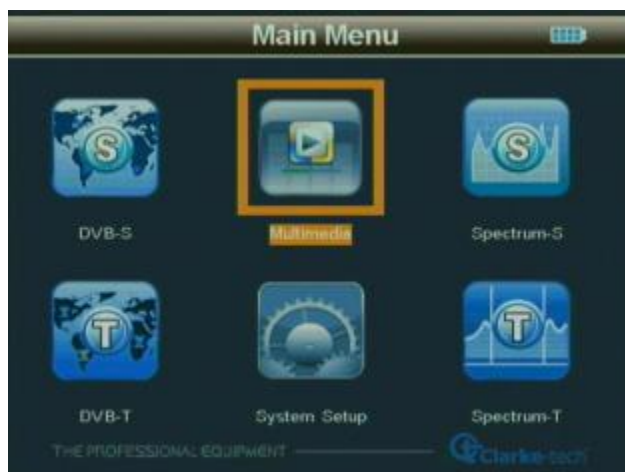 Main Menu
S
S
DVB-S
Multimedia
Spectrum-S
T
T
DVB-T
System Setup
Spectrum-T
THE PROFESSIONAL EQUIPMENT
Clarke-tech